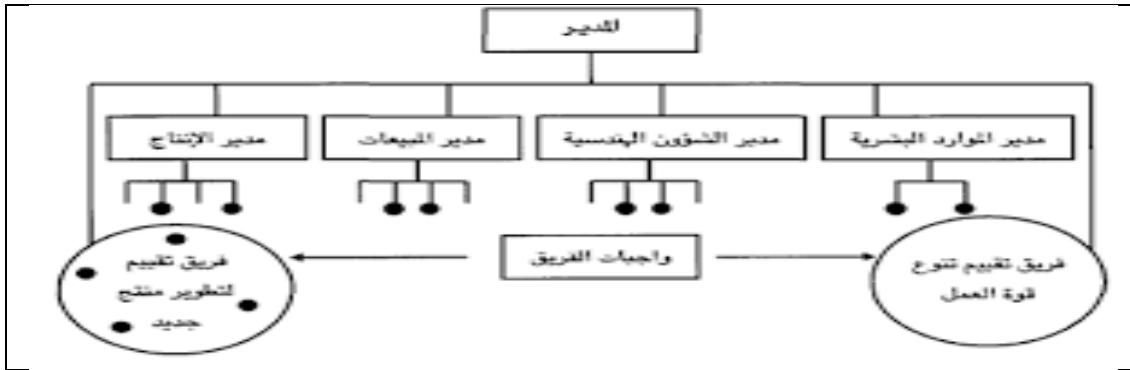 المدير
مدير الموارد البشرية
مدير الشؤون الهندسية
مدير المبيعات
مدير الإنتاج
فريق تقييم تنوع
قوة العمل
واجبات الفريق
فريق تقييم
لتطوير منتج
جديد